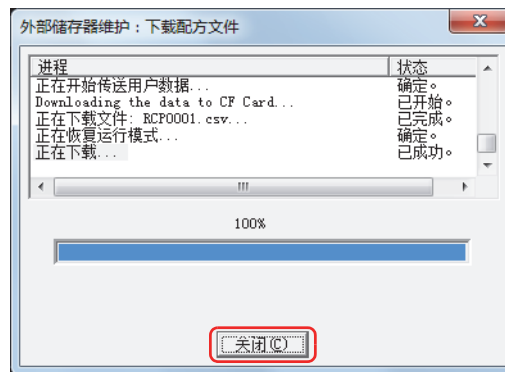 外部储存器维护：下载配方文件
进程 状态
正在开始传送用户数据... 确定。
Downloading the data to CF Card... 已开始。
正在下载文件: RCP0001.csv... 已完成。
正在恢复运行模式... 确定。
正在下载... 已成功。
100%
关闭(C)